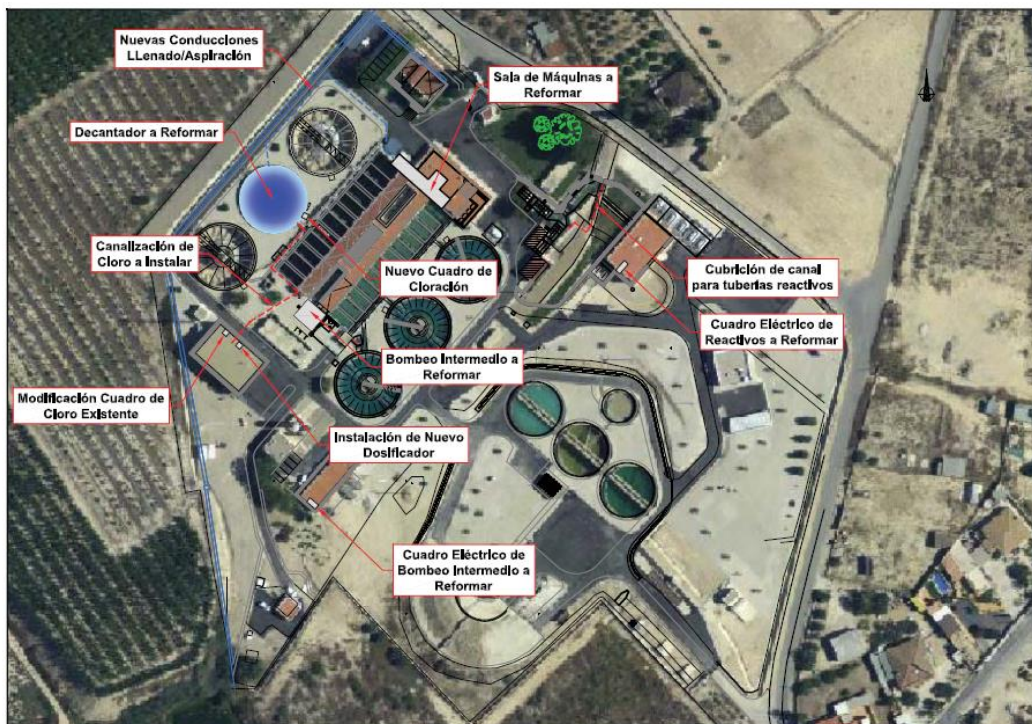 Nuevas Conducciones
LLenado/Aspiración
Sala de Máquinas a
Reformar
Decantador a Reformar
Canalización de
Cloro a Instalar
Nuevo Cuadro de
Cloración
Cubrición de canal
para tuberías reactivos
Cuadro Eléctrico de
Reactivos a Reformar
Bombeo Intermedio a
Reformar
Modificación Cuadro de
Cloro Existente
Instalación de Nuevo
Dosificador
Cuadro Eléctrico de
Bombeo Intermedio a
Reformar